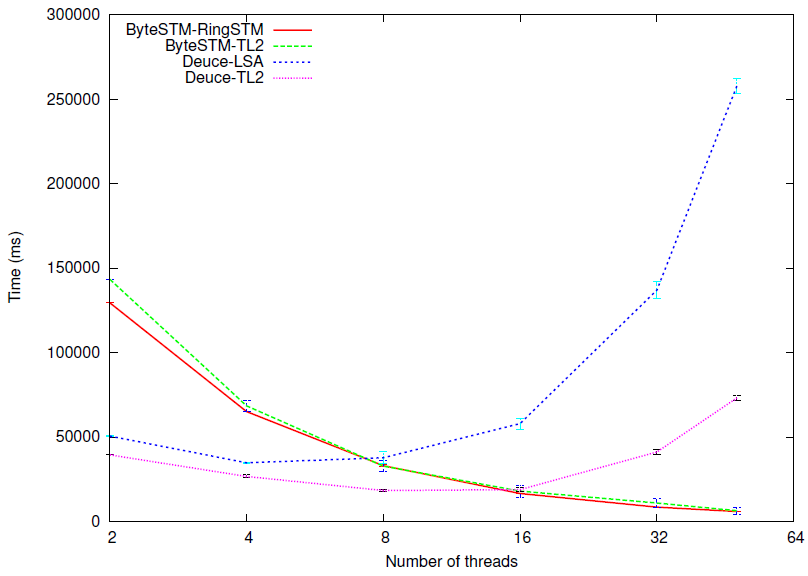 300000
250000
200000
150000
100000
50000
0
Time (ms)
ByteSTM-RingSTM
ByteSTM-TL2
Deuce-LSA
Deuce-TL2
2 4 8 16 32 64
Number of threads